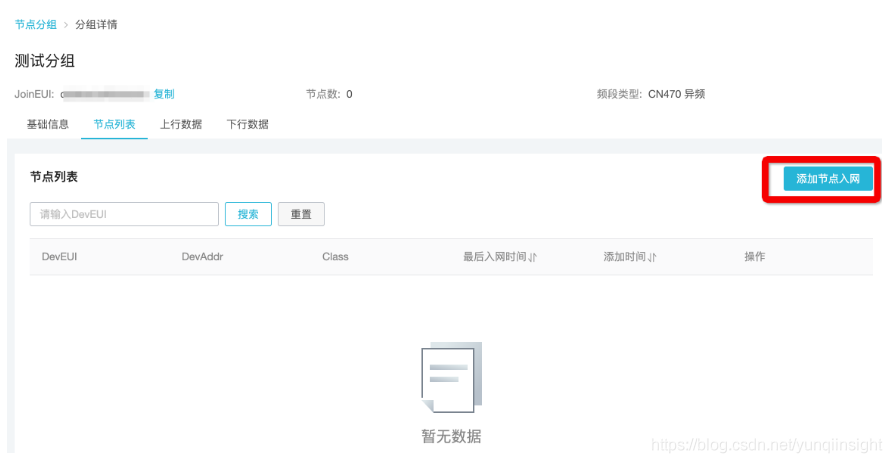 节点分组 > 分组详情
测试分组
JoinEUI: 复制 节点数: 0 频段类型: CN470 异频
基础信息 节点列表 上行数据 下行数据
节点列表 添加节点入网
请输入DevEUI 搜索 重置
DevEUI DevAddr Class 最后入网时间 添加时间 操作
暂无数据
https://blog.csdn.net/yunqiinsight